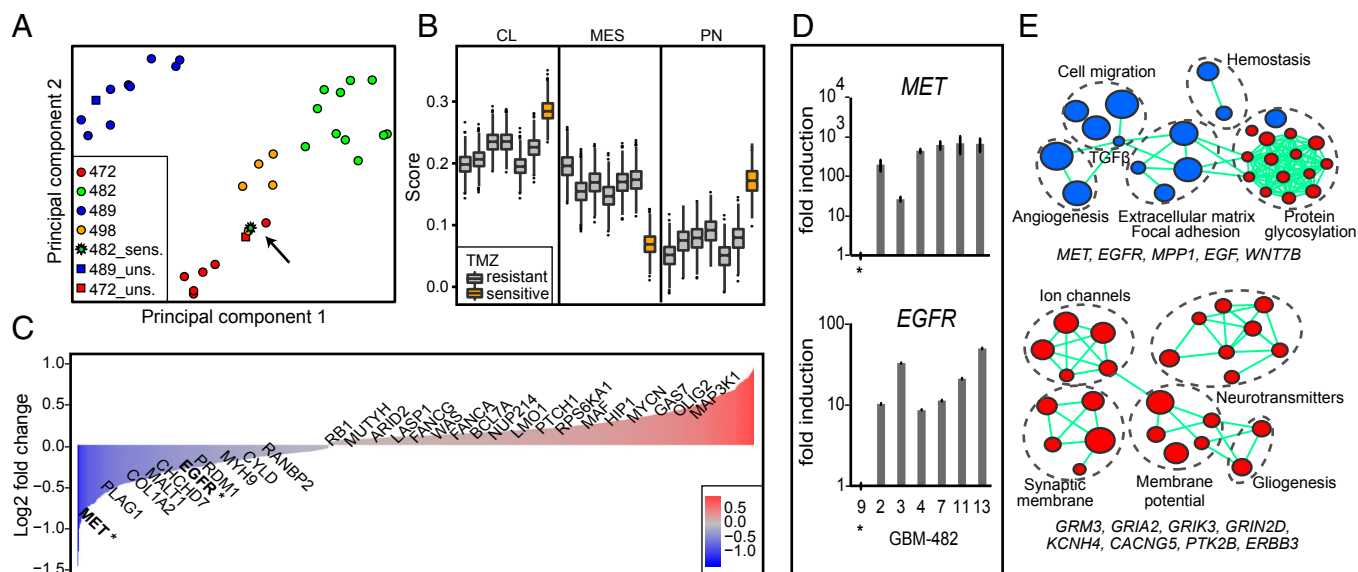 A
Principal component 2
472
482
489
498
482_sens.
489_uns.
472_uns.
Principal component 1
B
CL MES PN
Score
0.3
0.2
0.1
0.0
TMZ
resistant
sensitive
C
Log2 fold change
1.0
0.5
0.0
−0.5
−1.0
−1.5
MET *
PLAG1
COL1A2
MALT1
CHCHD7
EGFR *
PRDM1
MYH9
CYLD
RANBP2
RB1
MUTYH
ARID2
LASP1
FANCG
WAS
FANCA
BCL7A
NUP214
LMO1
PTCH1
RPS6KA1
MAF
HIP1
MYCN
GAS7
OLIG2
MAP3K1
0.5
0.0
−0.5
−1.0
D
MET
fold induction
10⁴
10³
100
10
1
*
EGFR
fold induction
100
10
1
9 2 3 4 7 11 13
*
GBM-482
E
Hemostasis
Cell migration
TGFβ
Angiogenesis
Extracellular matrix
Focal adhesion
Protein
glycosylation
MET, EGFR, MPP1, EGF, WNT7B
Ion channels
Neurotransmitters
Synaptic
membrane
Membrane
potential
Gliogenesis
GRM3, GRIA2, GRIK3, GRIN2D,
KCNH4, CACNG5, PTK2B, ERBB3